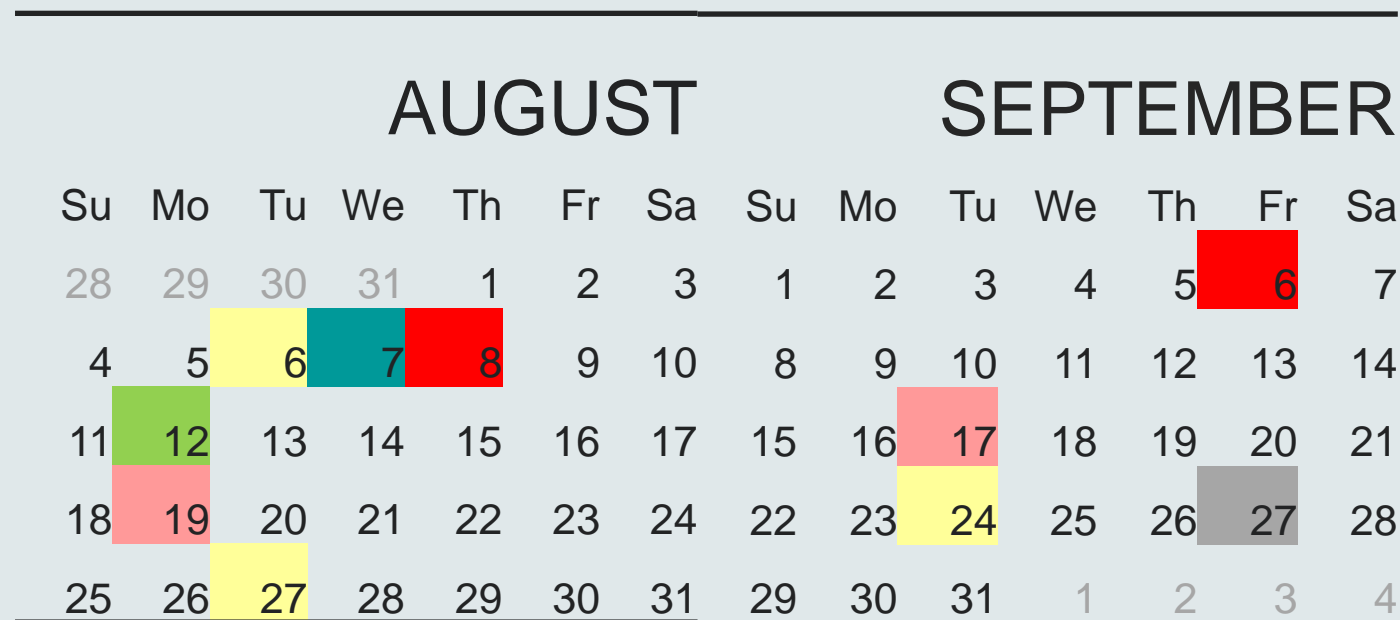 AUGUST
Su Mo Tu We Th Fr Sa
28 29 30 31 1 2 3
4 5 6 7 8 9 10
11 12 13 14 15 16 17
18 19 20 21 22 23 24
25 26 27 28 29 30 31
SEPTEMBER
Su Mo Tu We Th Fr Sa
1 2 3 4 5 6 7
8 9 10 11 12 13 14
15 16 17 18 19 20 21
22 23 24 25 26 27 28
29 30 31 1 2 3 4